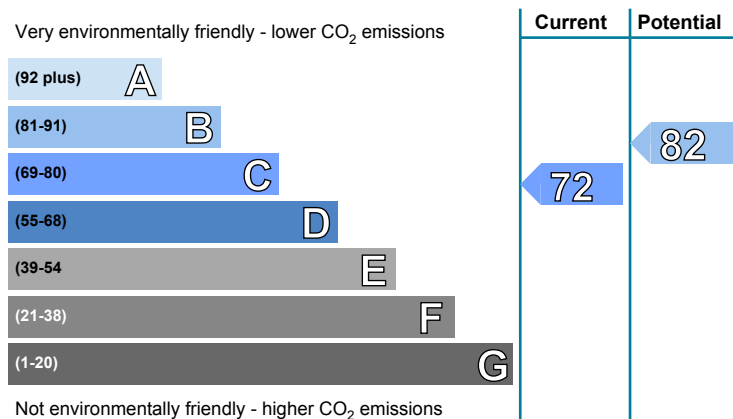 Current Potential
Very environmentally friendly - lower CO2 emissions
(92 plus) A
(81-91) B
82
(69-80) C
72
(55-68) D
(39-54 E
(21-38) F
(1-20) G
Not environmentally friendly - higher CO2 emissions